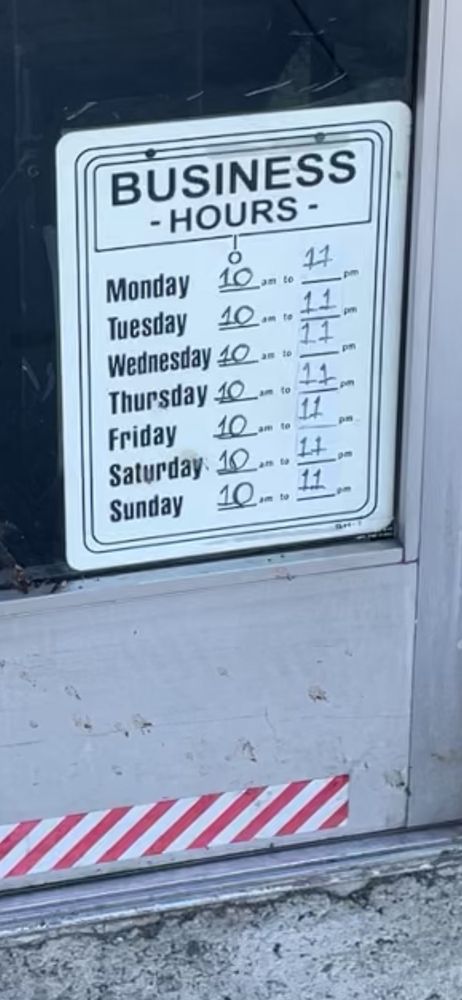 BUSINESS
- HOURS -
Monday 10 am to 11 pm
Tuesday 10 am to 11 pm
Wednesday 10 am to 11 pm
Thursday 10 am to 11 pm
Friday 10 am to 11 pm
Saturday 10 am to 11 pm
Sunday 10 am to 11 pm